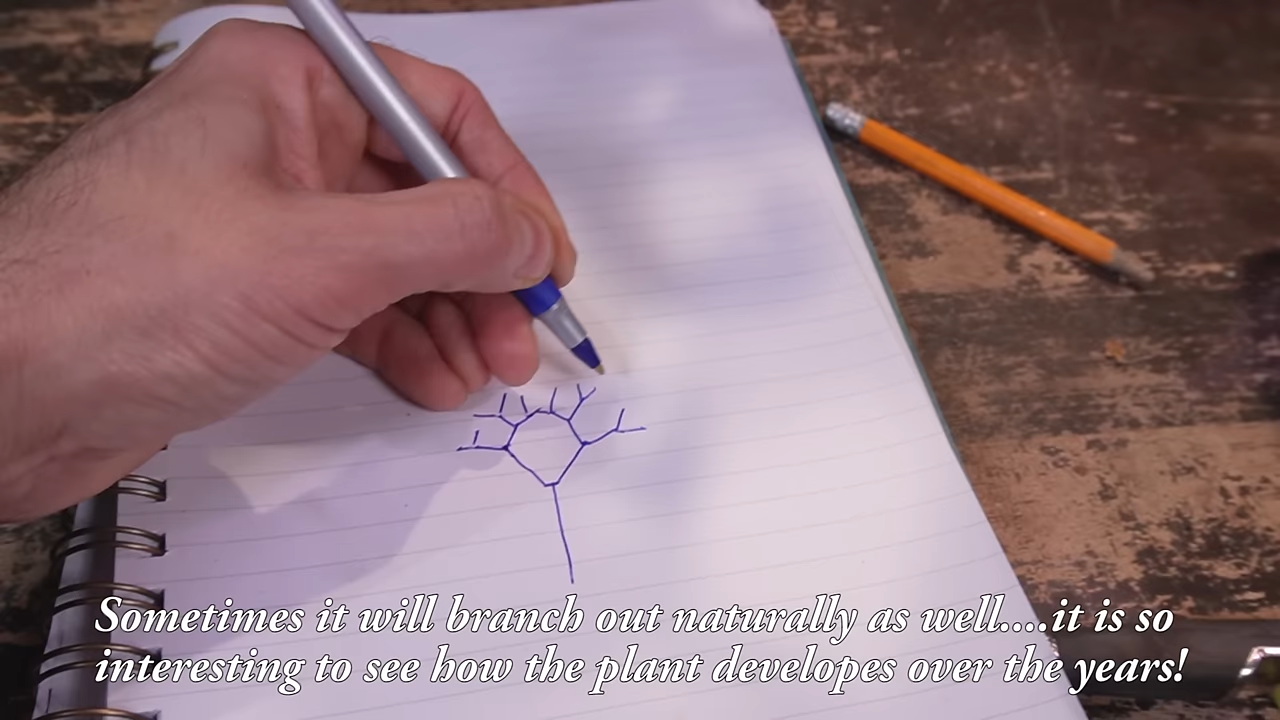 Sometimes it will branch out naturally as well....it is so
interesting to see how the plant developes over the years!